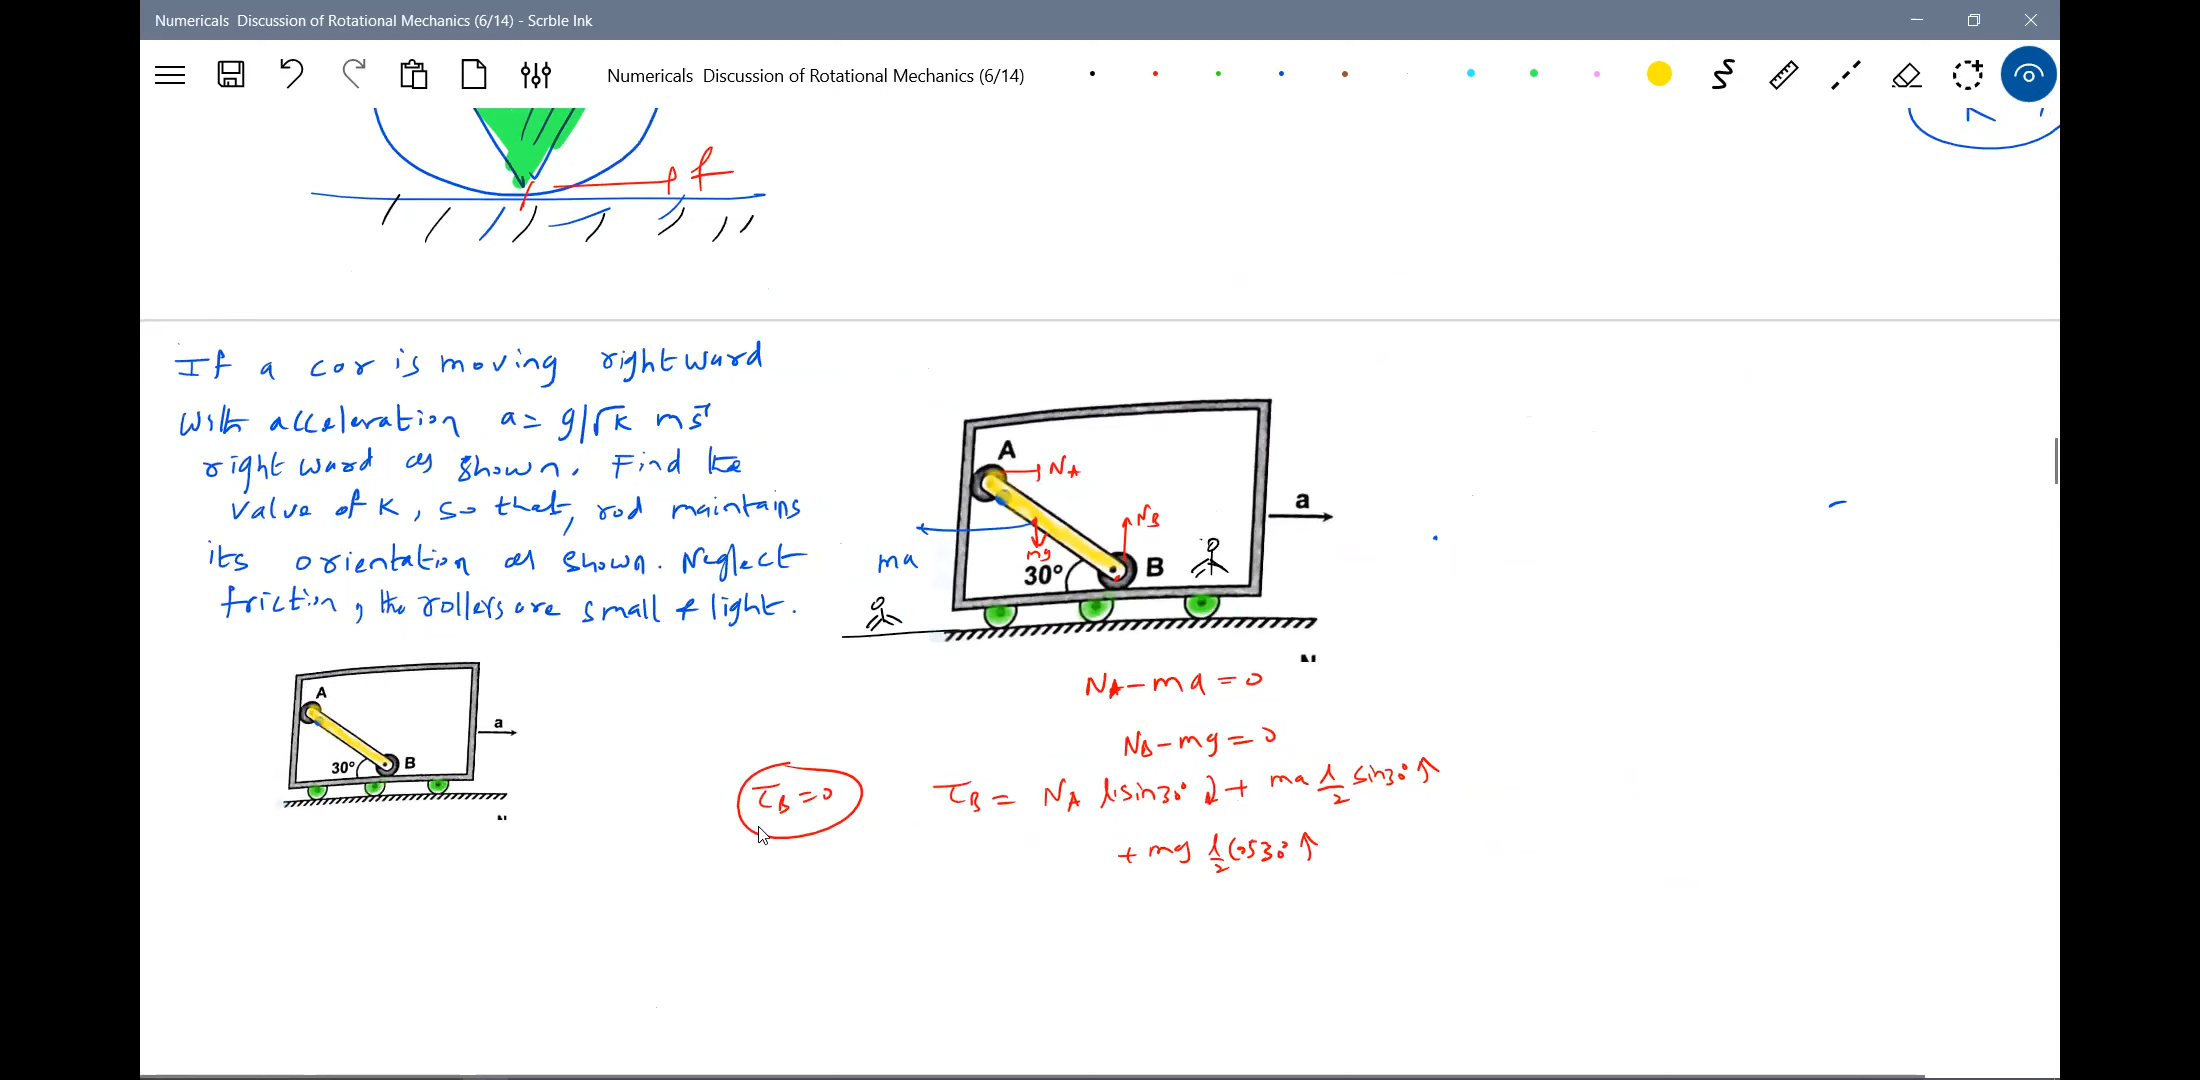 Numericals Discussion of Rotational Mechanics (6/14) - Scrble Ink
Numericals Discussion of Rotational Mechanics (6/14)
f
If a car is moving rightward
with acceleration a = g/√k ms⁻¹
rightward as shown. Find the
value of K, so that, rod maintains
its orientation as shown. Neglect
friction, the rollers are small & light.
A
N_A
N_B
a
mg
ma
30°
B
N_A - ma = 0
N_B - mg = 0
A
a
30°
B
τ_B = 0
τ_B = N_A l sin30° ↓ + ma l/2 sin30° ↑
+ mg l/2 cos30° ↑